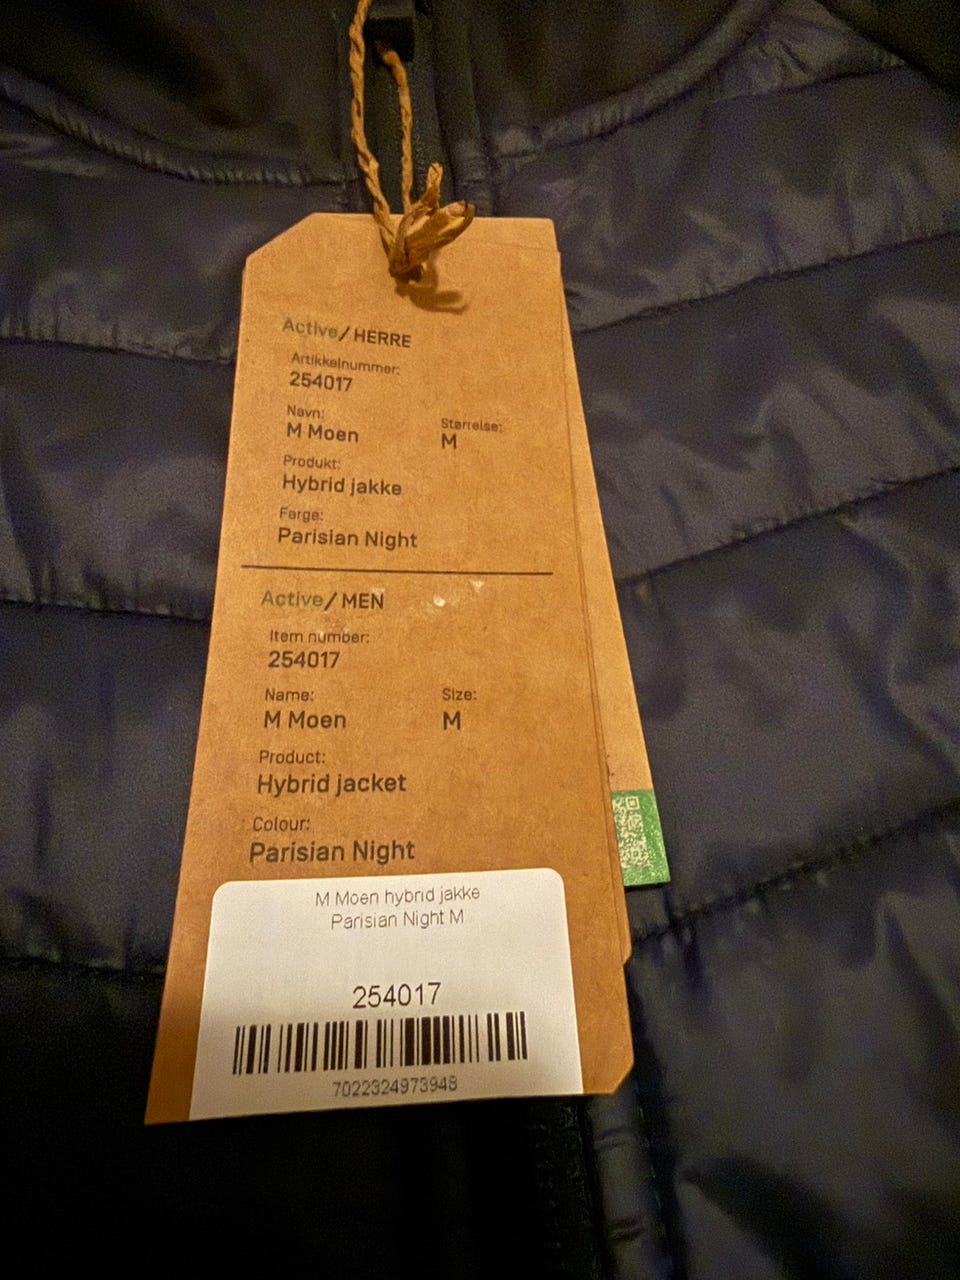 Active/HERRE
Artikkelnummer:
254017
Navn:
M Moen
Størrelse:
M
Produkt:
Hybrid jakke
Farge:
Parisian Night
Active/MEN
Item number:
254017
Name:
M Moen
Size:
M
Product:
Hybrid jacket
Colour:
Parisian Night
M Moen hybrid jakke
Parisian Night M
254017
7022324973948